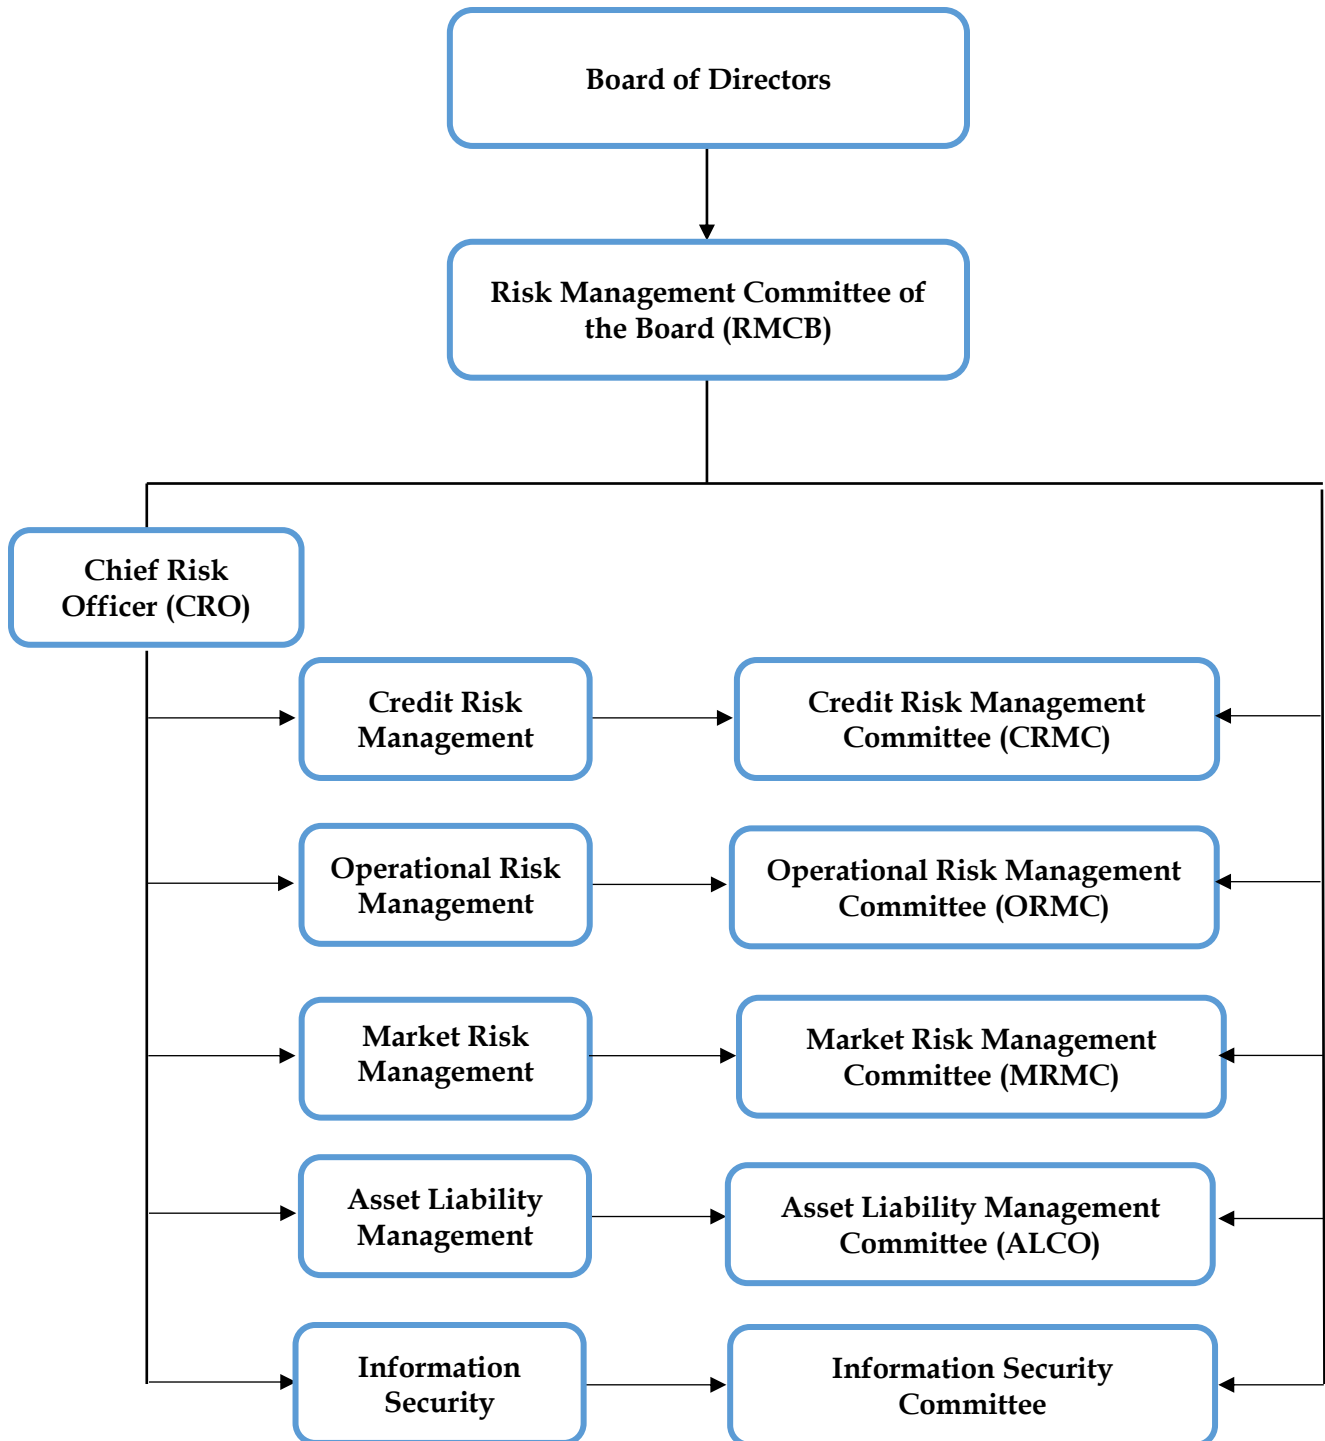 Board of Directors
Risk Management Committee of
the Board (RMCB)
Chief Risk
Officer (CRO)
Credit Risk
Management
Credit Risk Management
Committee (CRMC)
Operational Risk
Management
Operational Risk Management
Committee (ORMC)
Market Risk
Management
Market Risk Management
Committee (MRMC)
Asset Liability
Management
Asset Liability Management
Committee (ALCO)
Information
Security
Information Security
Committee